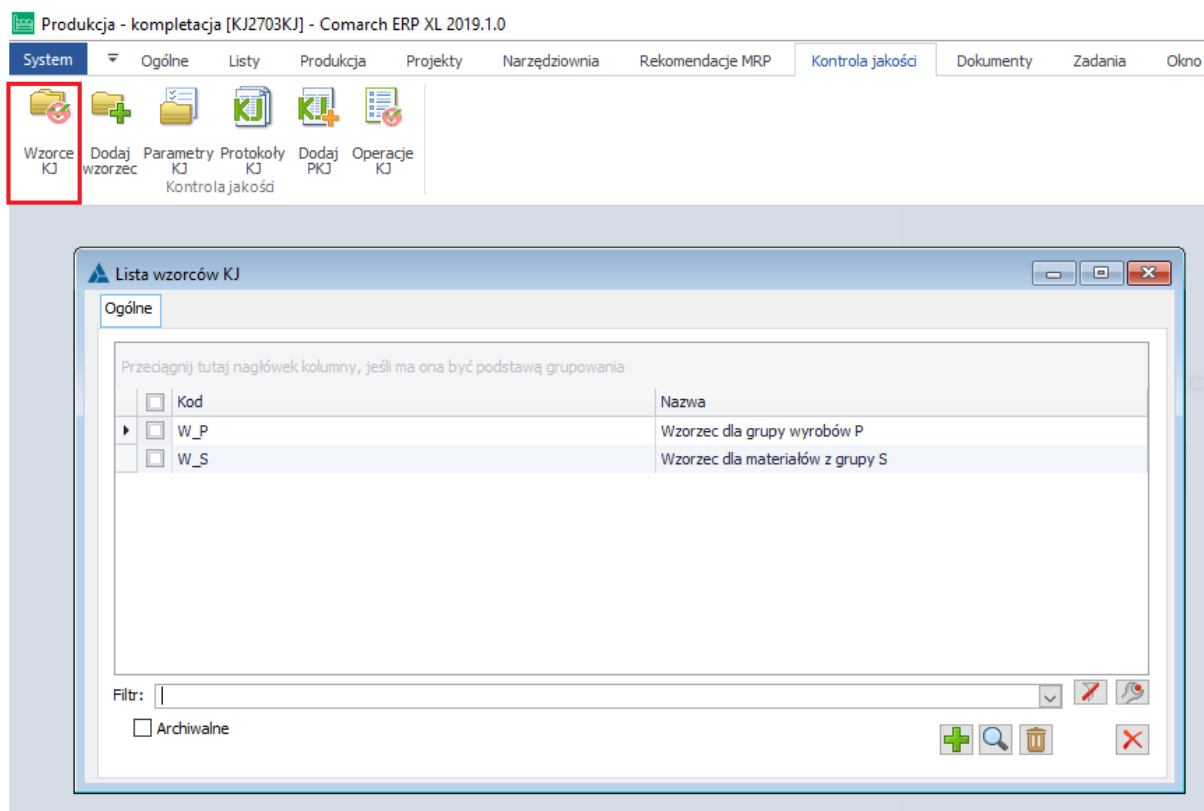 Produkcja - kompletacja [KJ2703KJ] - Comarch ERP XL 2019.1.0
System Ogólne Listy Produkcja Projekty Narzędziownia Rekomendacje MRP Kontrola jakości Dokumenty Zadania Okno
Wzorce Dodaj Parametry Protokoły Dodaj Operacje
KJ wzorzec KJ KJ PKJ KJ
Kontrola jakości
Lista wzorców KJ
Ogólne
Przeciągnij tutaj nagłówek kolumny, jeśli ma ona być podstawą grupowania
Kod Nazwa
W_P Wzorzec dla grupy wyrobów P
W_S Wzorzec dla materiałów z grupy S
Filtr:
Archiwalne